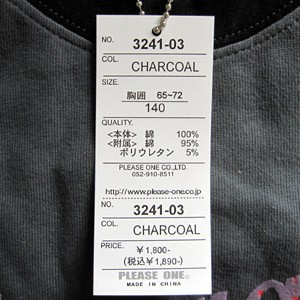 NO. 3241-03
COL. CHARCOAL
SIZE.
胸囲 65~72
140
QUALITY.
<本体> 綿 100%
<附属> 綿 95%
ポリウレタン 5%
PLEASE ONE CO.,LTD.
052-910-8511
http://www.please-one.co.jp
NO. 3241-03
COL. CHARCOAL
PRICE.
¥1,800-
(税込¥1,890-)
PLEASE ONE.
MADE IN CHINA